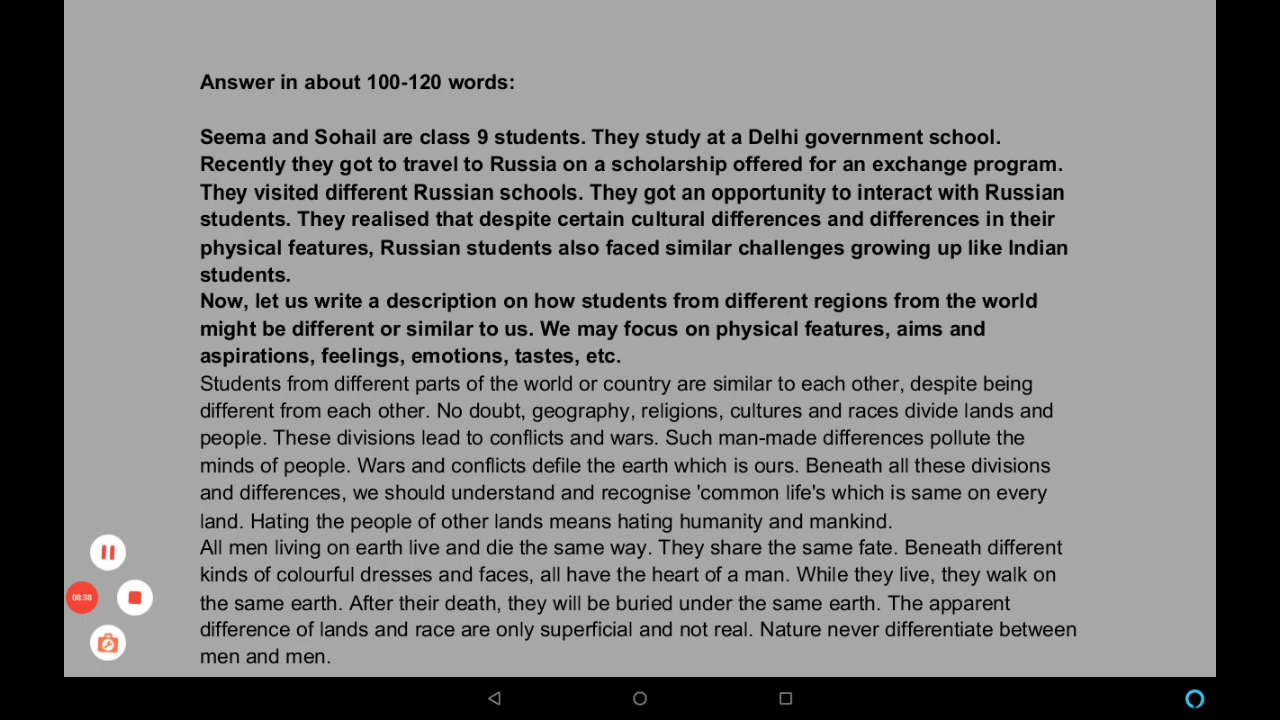 Answer in about 100-120 words:
Seema and Sohail are class 9 students. They study at a Delhi government school.
Recently they got to travel to Russia on a scholarship offered for an exchange program.
They visited different Russian schools. They got an opportunity to interact with Russian
students. They realised that despite certain cultural differences and differences in their
physical features, Russian students also faced similar challenges growing up like Indian
students.
Now, let us write a description on how students from different regions from the world
might be different or similar to us. We may focus on physical features, aims and
aspirations, feelings, emotions, tastes, etc.
Students from different parts of the world or country are similar to each other, despite being
different from each other. No doubt, geography, religions, cultures and races divide lands and
people. These divisions lead to conflicts and wars. Such man-made differences pollute the
minds of people. Wars and conflicts defile the earth which is ours. Beneath all these divisions
and differences, we should understand and recognise 'common life's which is same on every
land. Hating the people of other lands means hating humanity and mankind.
All men living on earth live and die the same way. They share the same fate. Beneath different
kinds of colourful dresses and faces, all have the heart of a man. While they live, they walk on
the same earth. After their death, they will be buried under the same earth. The apparent
difference of lands and race are only superficial and not real. Nature never differentiate between
men and men.
08:38